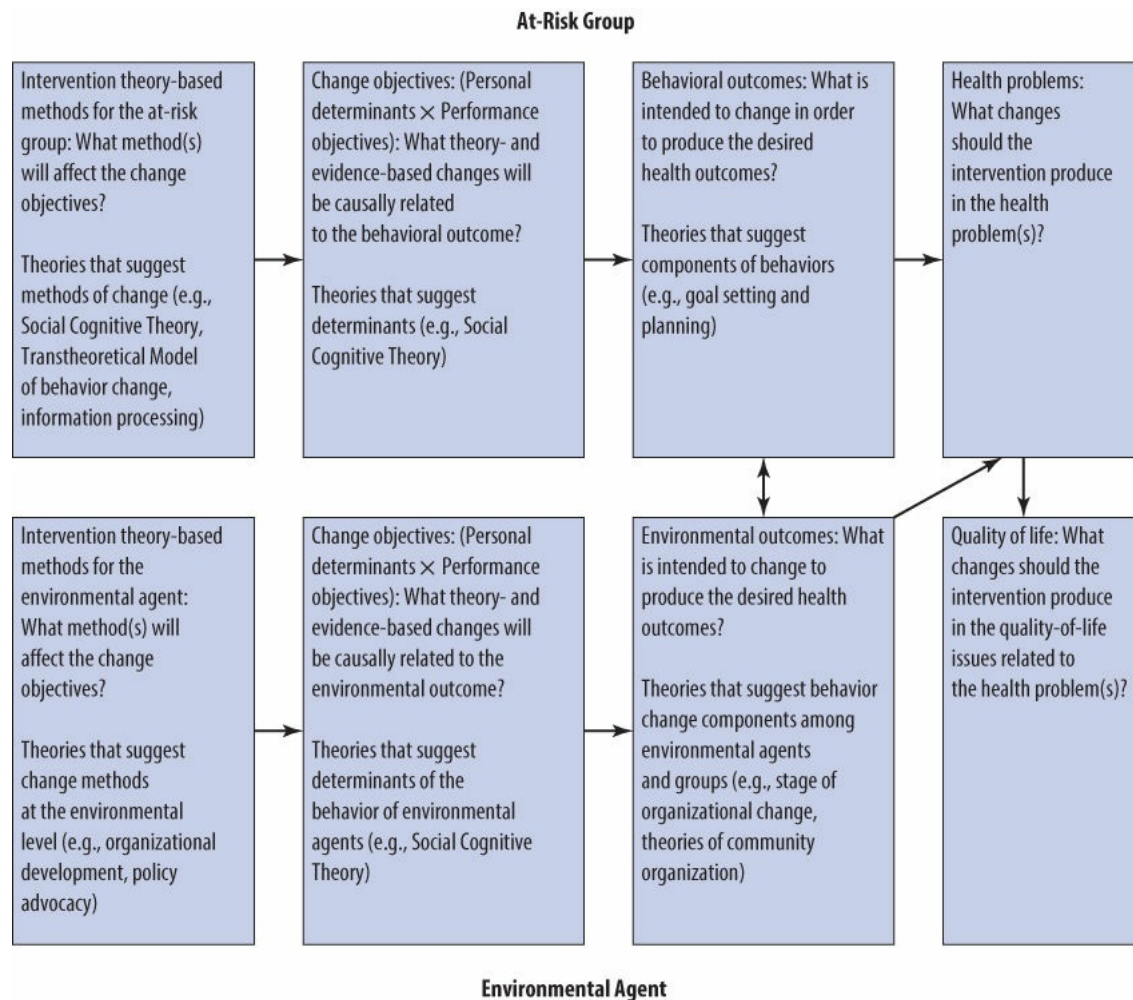 At-Risk Group
Intervention theory-based
methods for the at-risk
group: What method(s)
will affect the change
objectives?
Theories that suggest
methods of change (e.g.,
Social Cognitive Theory,
Transtheoretical Model
of behavior change,
information processing)
Change objectives: (Personal
determinants × Performance
objectives): What theory- and
evidence-based changes will
be causally related
to the behavioral outcome?
Theories that suggest
determinants (e.g., Social
Cognitive Theory)
Behavioral outcomes: What is
intended to change in order
to produce the desired
health outcomes?
Theories that suggest
components of behaviors
(e.g., goal setting and
planning)
Health problems:
What changes
should the
intervention produce
in the health
problem(s)?
Intervention theory-based
methods for the
environmental agent:
What method(s) will
affect the change
objectives?
Theories that suggest
change methods
at the environmental
level (e.g., organizational
development, policy
advocacy)
Change objectives: (Personal
determinants × Performance
objectives): What theory- and
evidence-based changes will
be causally related to the
environmental outcome?
Theories that suggest
determinants of the
behavior of environmental
agents (e.g., Social Cognitive
Theory)
Environmental outcomes: What
is intended to change to
produce the desired health
outcomes?
Theories that suggest behavior
change components among
environmental agents
and groups (e.g., stage of
organizational change,
theories of community
organization)
Quality of life: What
changes should the
intervention produce
in the quality-of-life
issues related to
the health problem(s)?
Environmental Agent